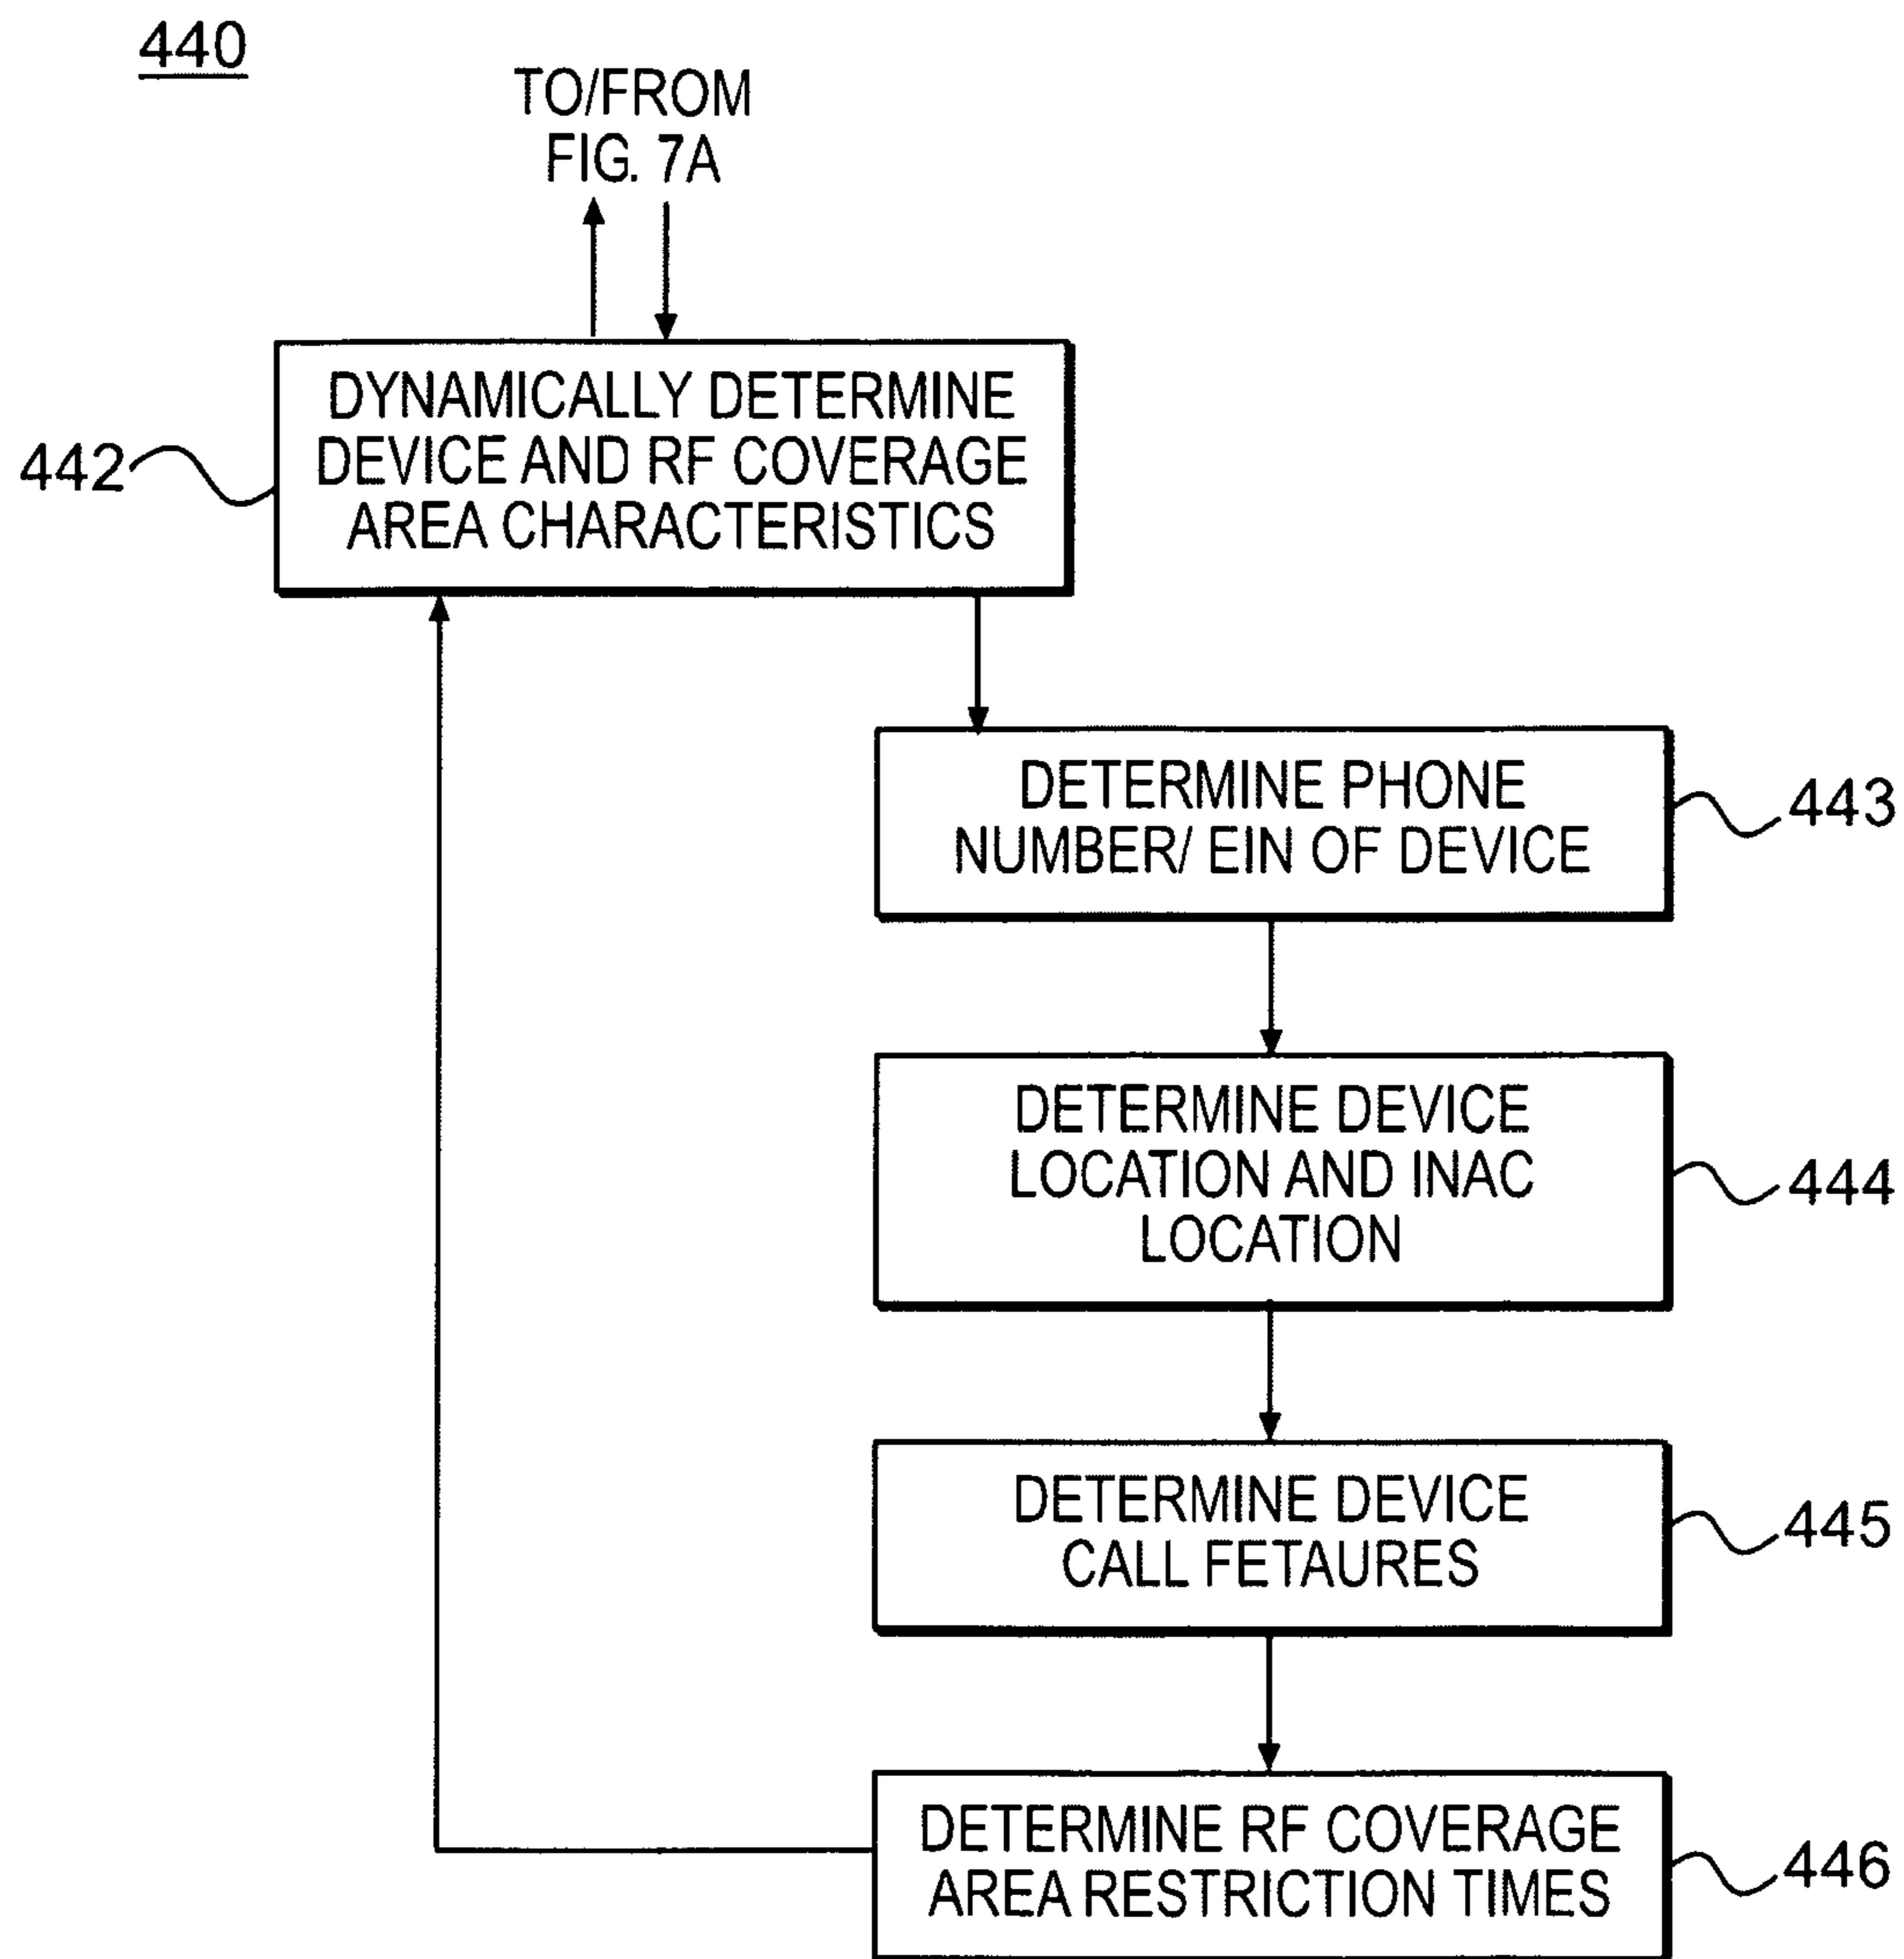 440
TO/FROM
FIG. 7A
DYNAMICALLY DETERMINE
DEVICE AND RF COVERAGE
AREA CHARACTERISTICS
442
DETERMINE PHONE
NUMBER/ EIN OF DEVICE
443
DETERMINE DEVICE
LOCATION AND INAC
LOCATION
444
DETERMINE DEVICE
CALL FETAURES
445
DETERMINE RF COVERAGE
AREA RESTRICTION TIMES
446